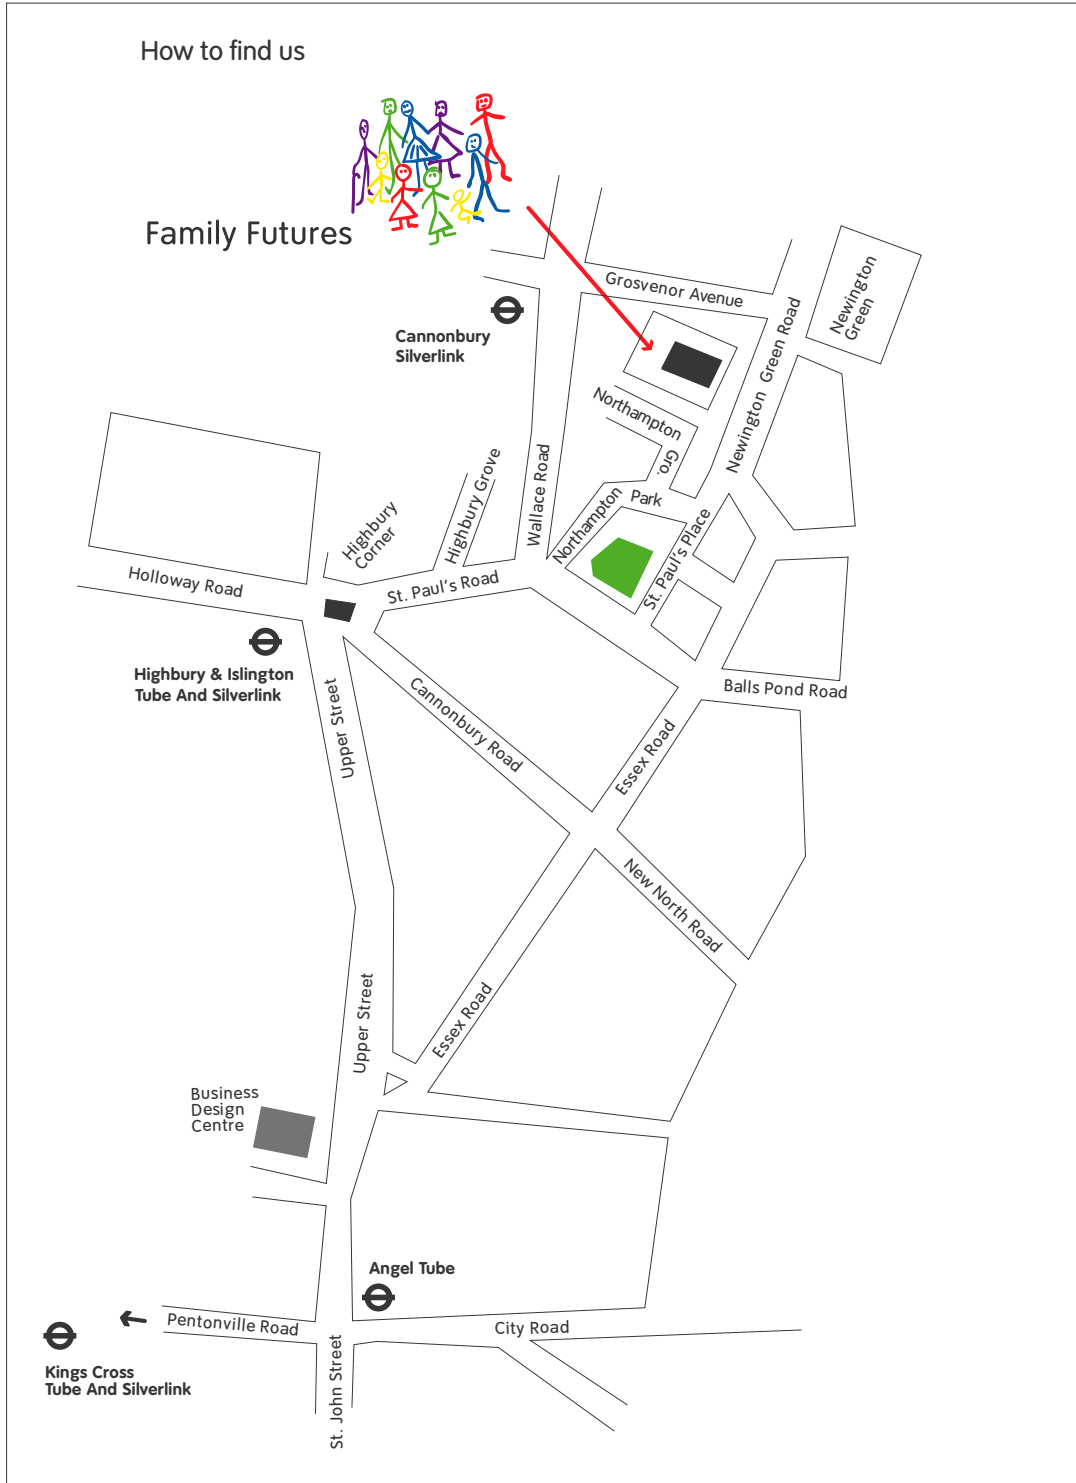 How to find us
Family Futures
Grosvenor Avenue
Newington
Green
Newington Green Road
Cannonbury
Silverlink
Northampton
Gro.
Park
Northampton
St. Paul's Place
Wallace Road
Highbury Grove
Highbury
Corner
Holloway Road
St. Paul's Road
Highbury & Islington
Tube And Silverlink
Balls Pond Road
Upper Street
Cannonbury Road
Essex Road
New North Road
Upper Street
Essex Road
Business
Design
Centre
Angel Tube
Pentonville Road
City Road
St. John Street
Kings Cross
Tube And Silverlink